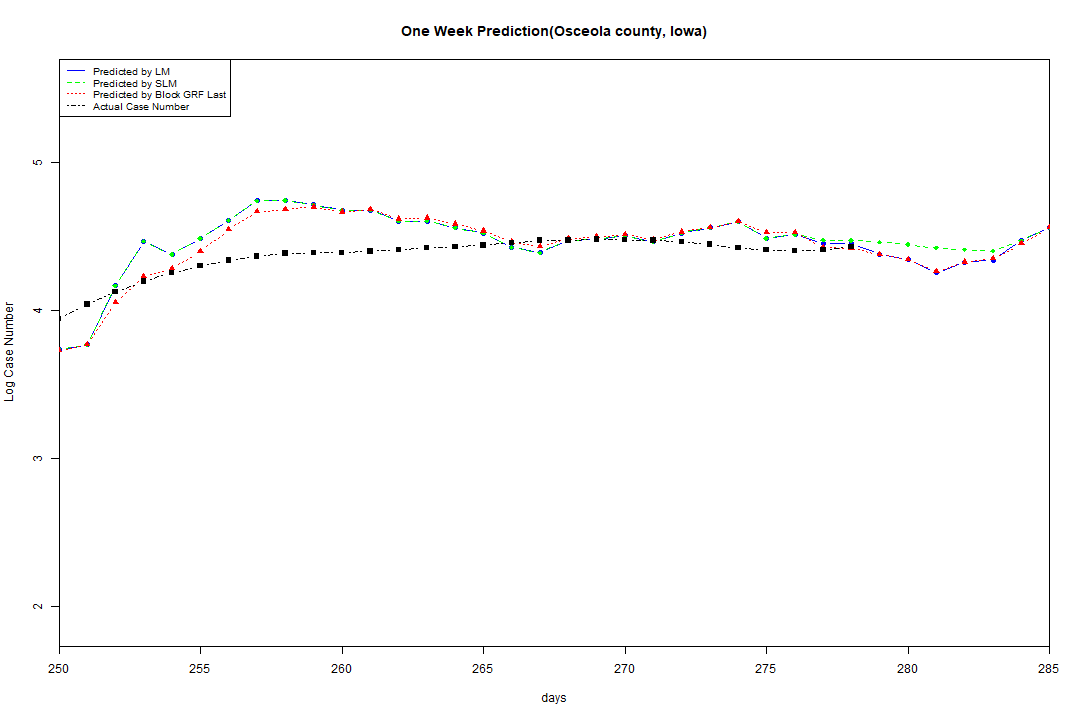 One Week Prediction(Osceola county, Iowa)
Predicted by LM
Predicted by SLM
Predicted by Block GRF Last
Actual Case Number
5
4
3
2
Log Case Number
250 255 260 265 270 275 280 285
days